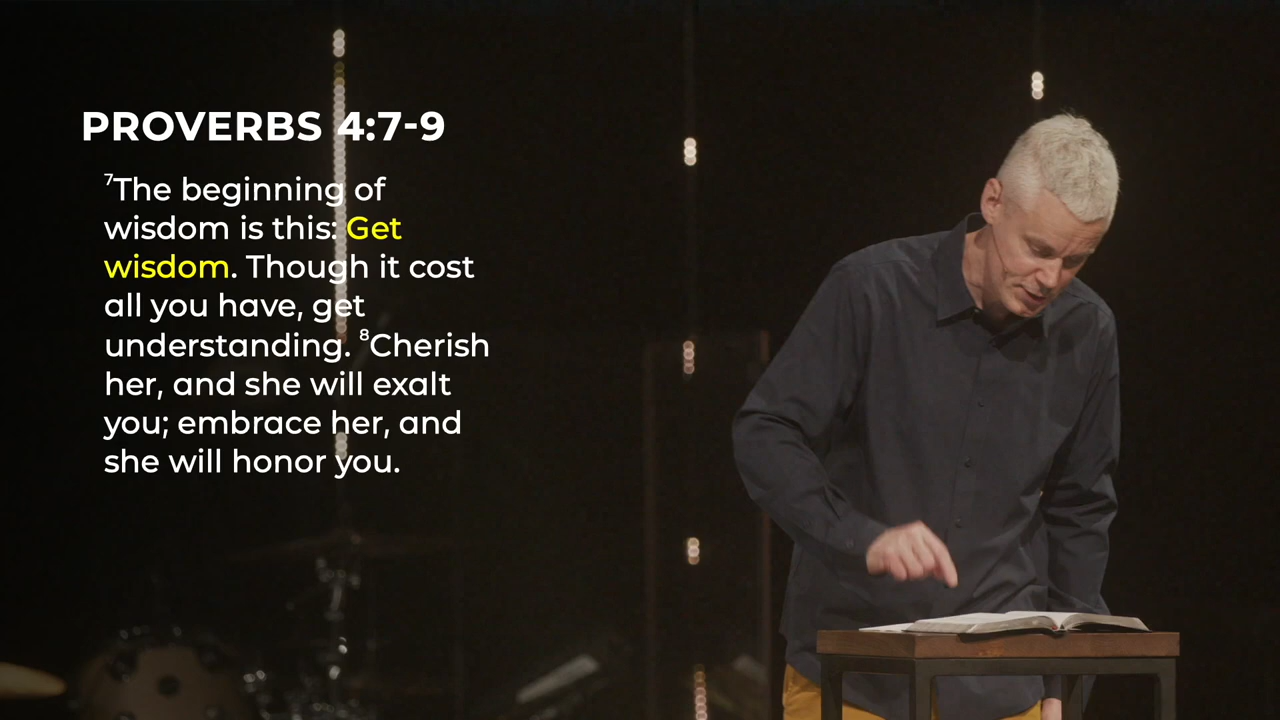 PROVERBS 4:7-9
⁷The beginning of
wisdom is this: Get
wisdom. Though it cost
all you have, get
understanding. ⁸Cherish
her, and she will exalt
you; embrace her, and
she will honor you.